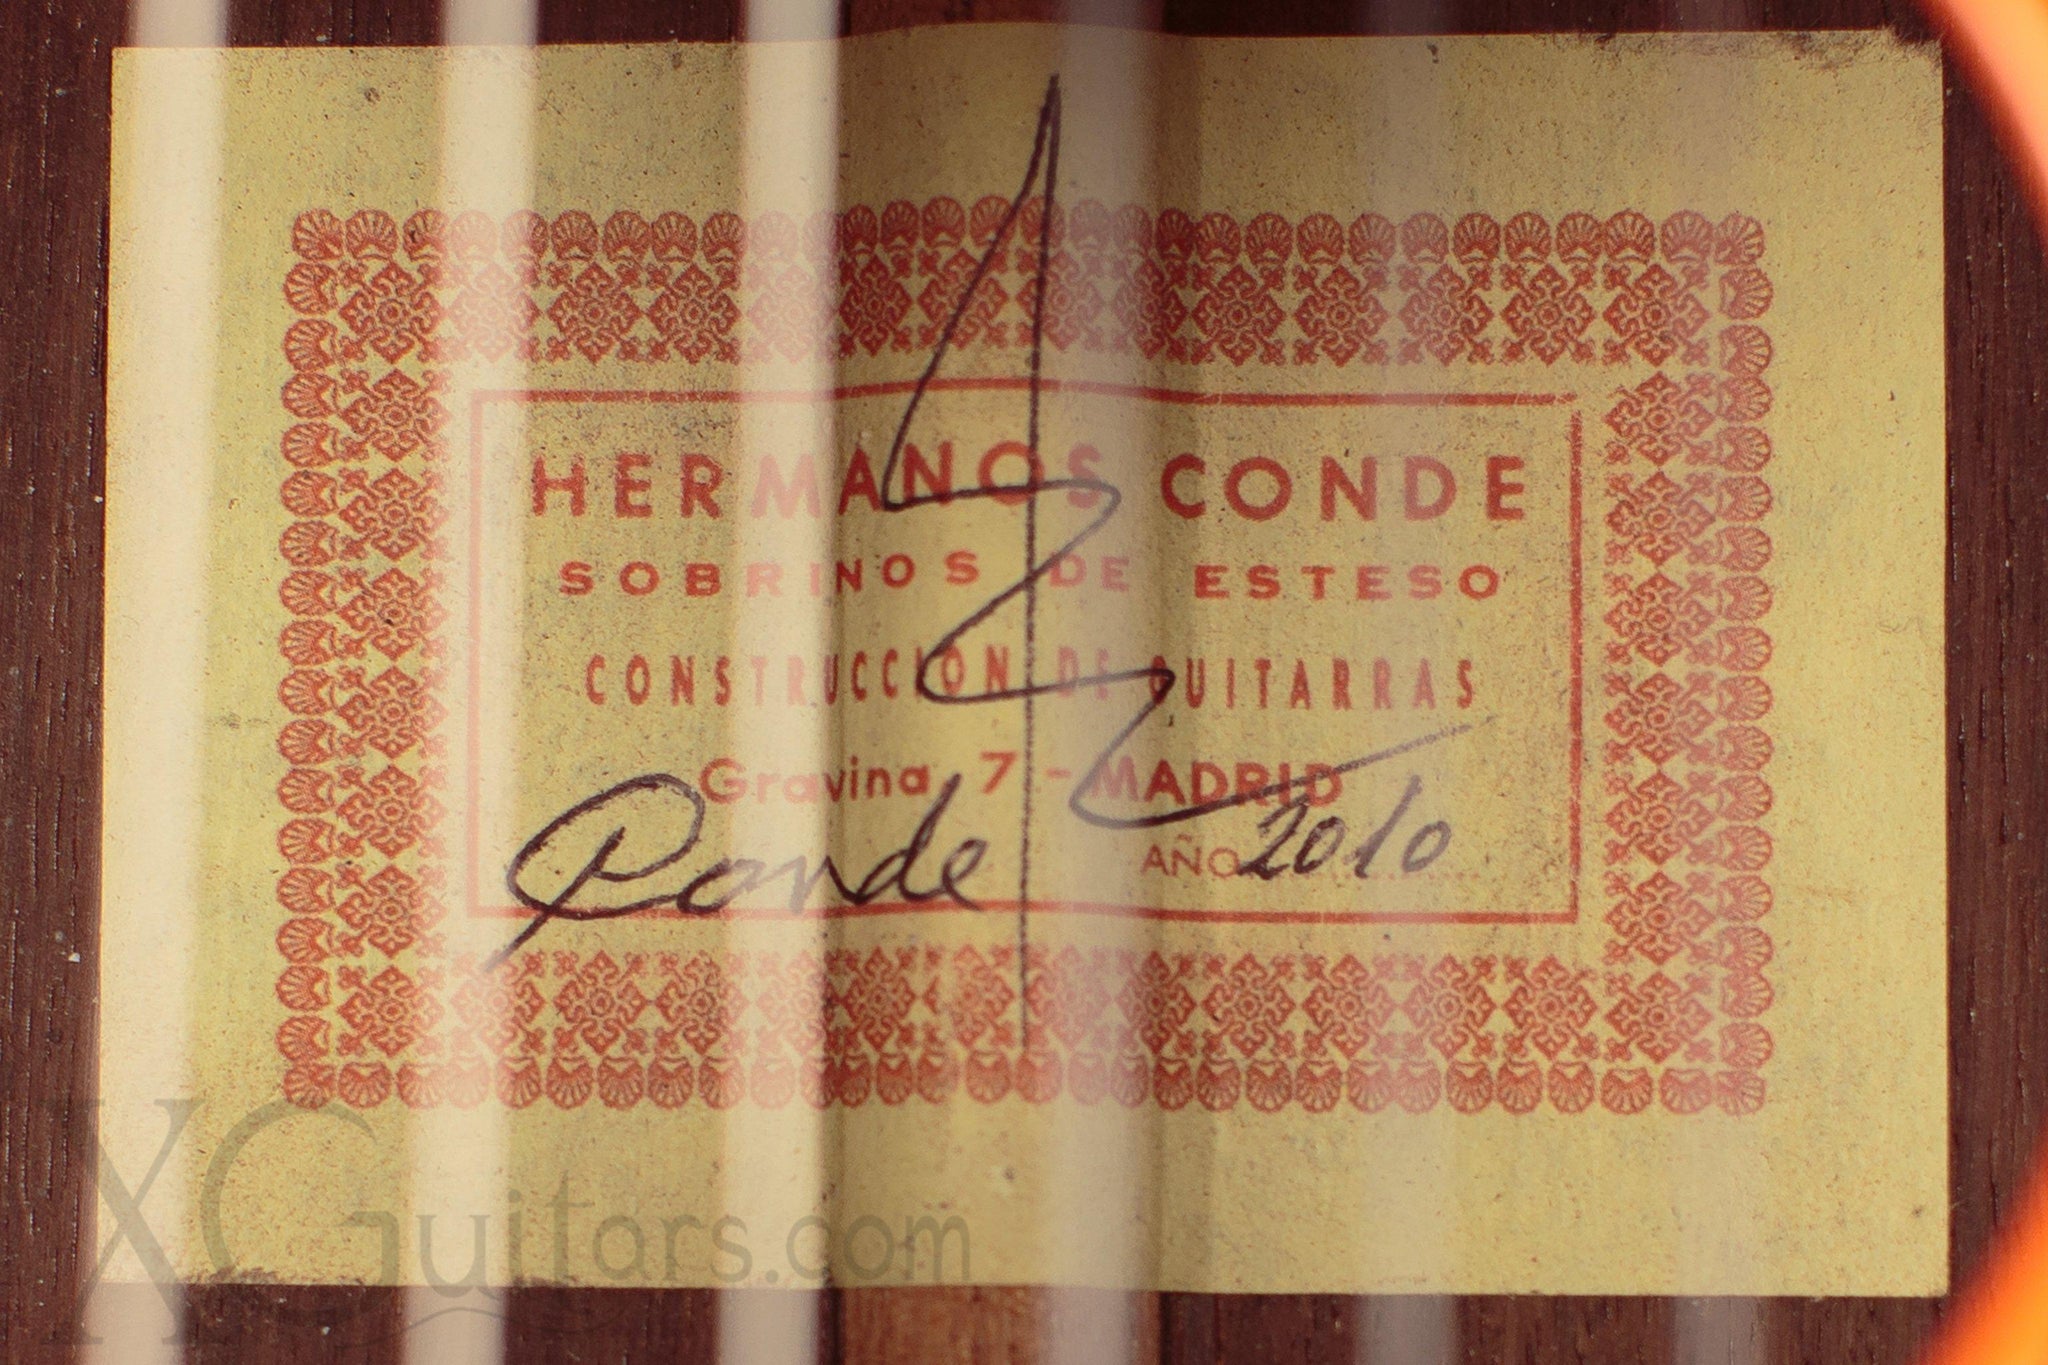 HERMANOS CONDE
SOBRINOS DE ESTESO
CONSTRUCCION DE GUITARRAS
Gravina 7 - MADRID
Conde AÑO 2010
XGuitars.com